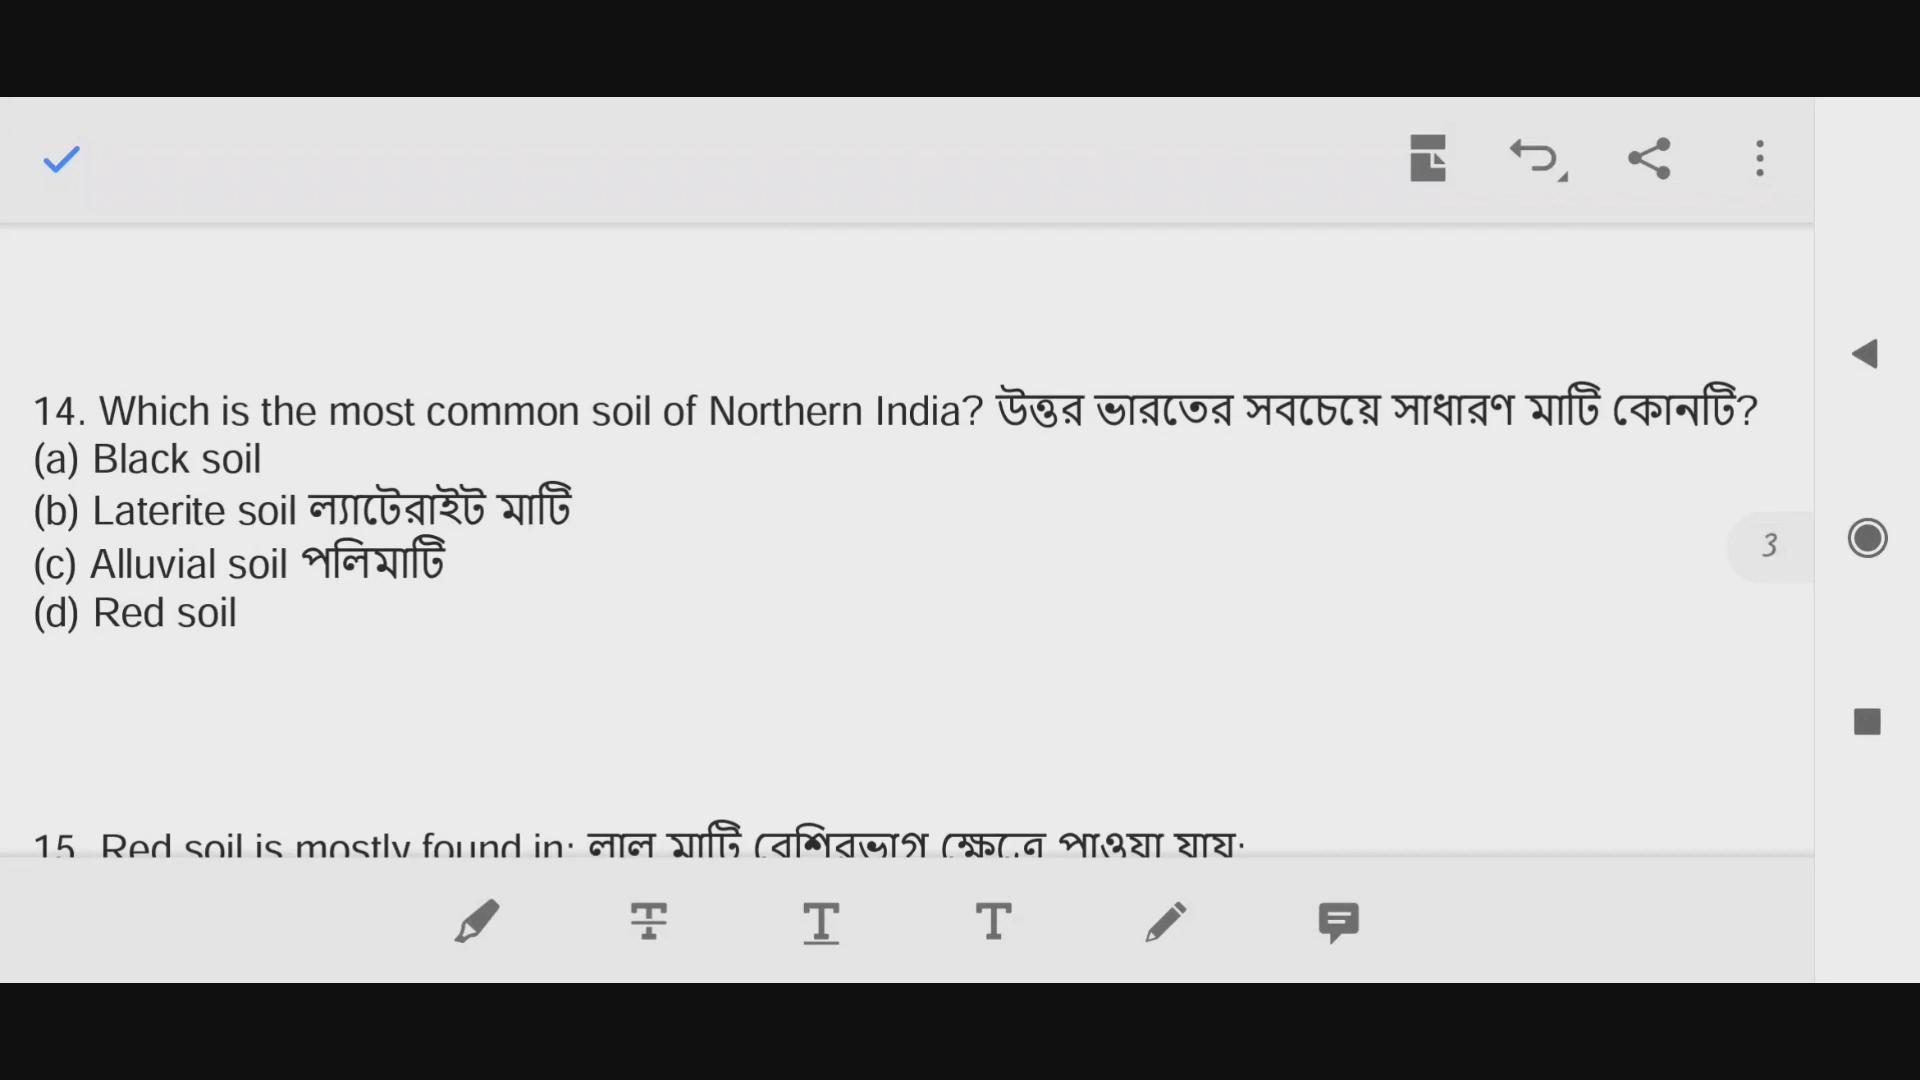 14. Which is the most common soil of Northern India? উত্তর ভারতের সবচেয়ে সাধারণ মাটি কোনটি?
(a) Black soil
(b) Laterite soil ল্যাটেরাইট মাটি
(c) Alluvial soil পলিমাটি
3
(d) Red soil
15. Red soil is mostly found in: লাল মাটি বেশিরভাগ ক্ষেত্রে পাওয়া যায়: